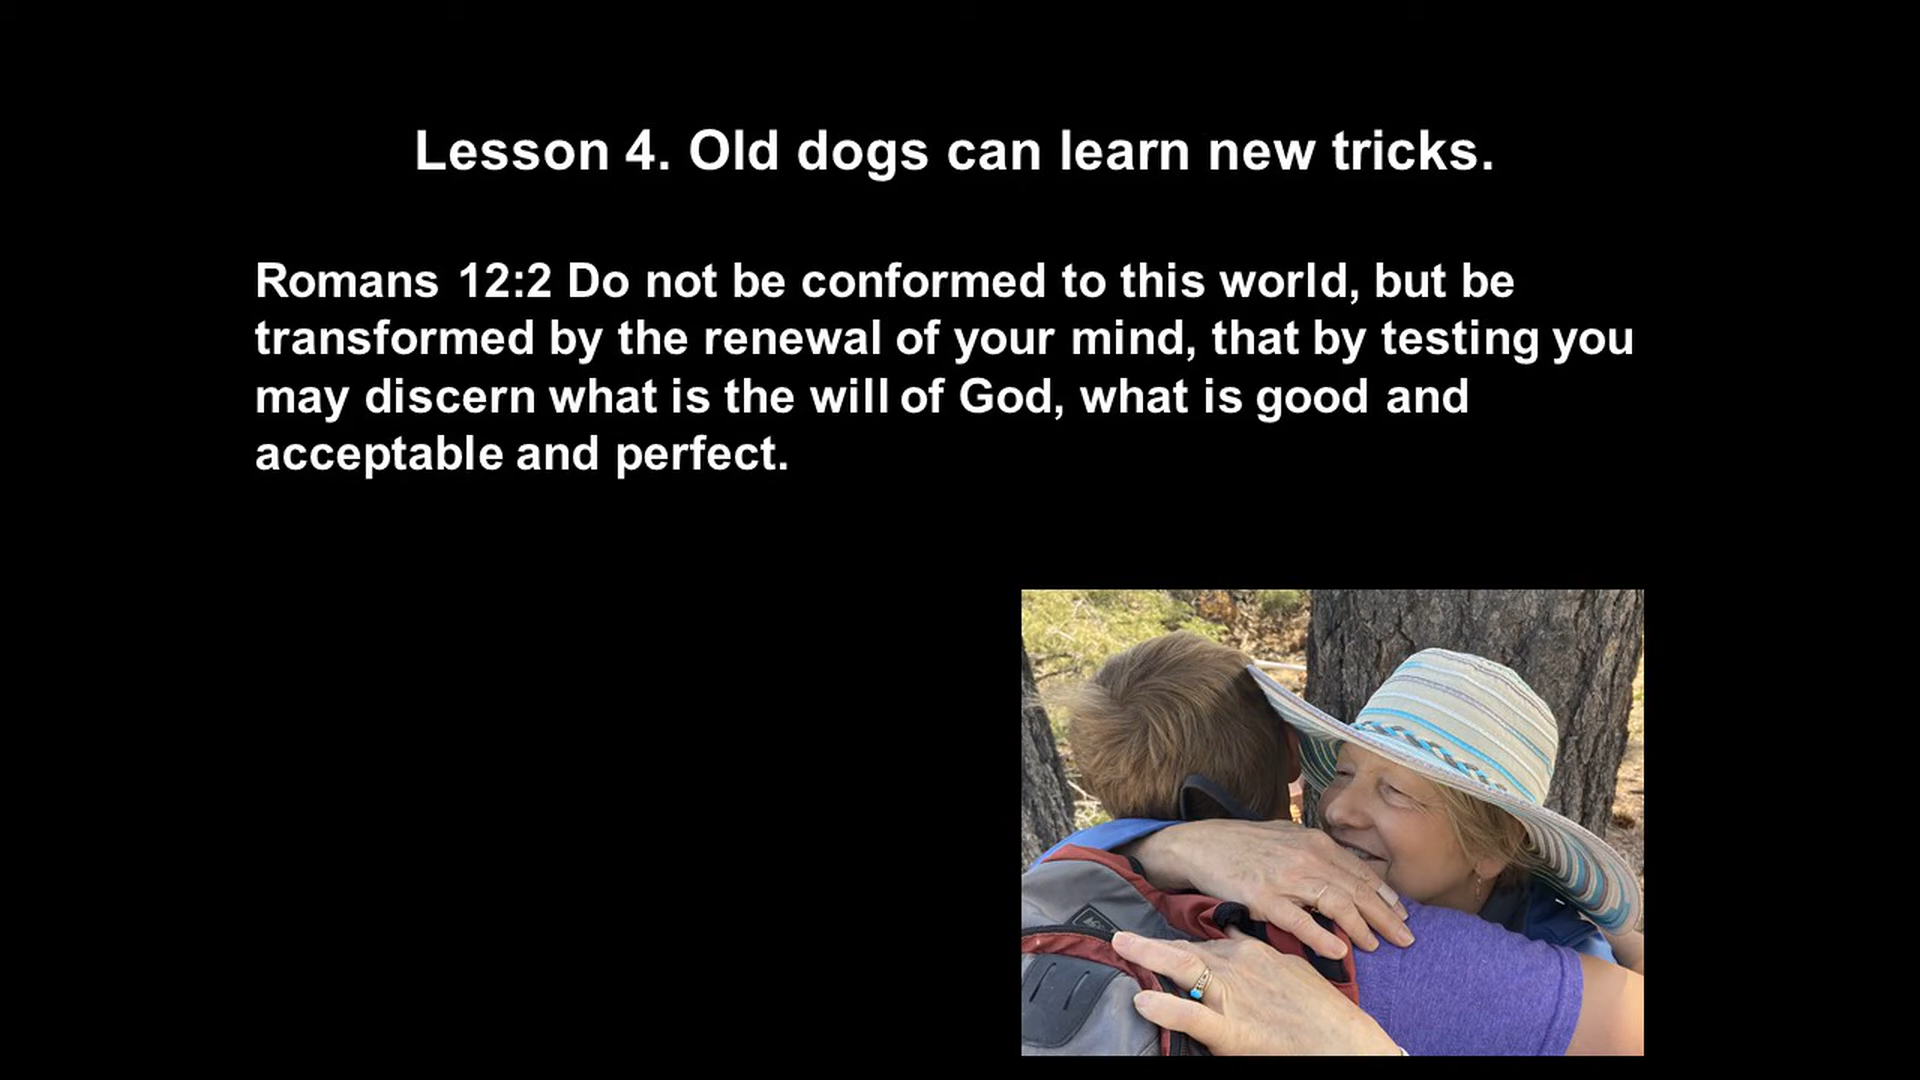 Lesson 4. Old dogs can learn new tricks.
Romans 12:2 Do not be conformed to this world, but be
transformed by the renewal of your mind, that by testing you
may discern what is the will of God, what is good and
acceptable and perfect.